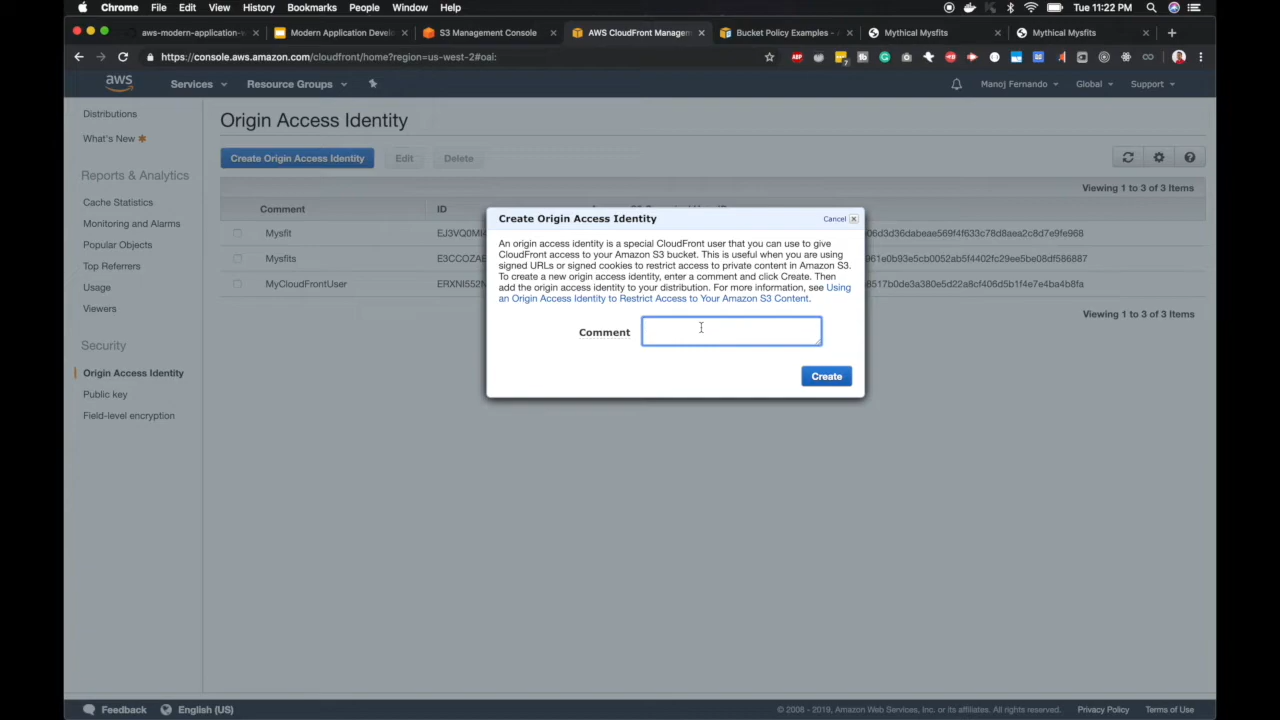 Chrome File Edit View History Bookmarks People Window Help Tue 11:22 PM
aws-modern-application- Modern Application Develo S3 Management Console AWS CloudFront Managem Bucket Policy Examples - Mythical Mysfits Mythical Mysfits
https://console.aws.amazon.com/cloudfront/home?region=us-west-2#oai:
aws Services Resource Groups Manoj Fernando Global Support
Distributions
What's New
Reports & Analytics
Cache Statistics
Monitoring and Alarms
Popular Objects
Top Referrers
Usage
Viewers
Security
Origin Access Identity
Public key
Field-level encryption
Origin Access Identity
Create Origin Access Identity Edit Delete
Viewing 1 to 3 of 3 Items
Comment ID
Mysfit EJ3VQ0MI 06d3d36dabeae569f4f633c78d8aea2c8d7e9fe968
Mysfits E3CCOZAE 961e0b93e5cb0052ab5f4402fc29ee5be08df586887
MyCloudFrontUser ERXNI552N 8517b0de3a380e5d22a8cf406d5b1f4e7e4ba4b8fa
Viewing 1 to 3 of 3 Items
Create Origin Access Identity Cancel
An origin access identity is a special CloudFront user that you can use to give
CloudFront access to your Amazon S3 bucket. This is useful when you are using
signed URLs or signed cookies to restrict access to private content in Amazon S3.
To create a new origin access identity, enter a comment and click Create. Then
add the origin access identity to your distribution. For more information, see Using
an Origin Access Identity to Restrict Access to Your Amazon S3 Content.
Comment
Create
Feedback English (US) © 2008 - 2019, Amazon Web Services, Inc. or its affiliates. All rights reserved. Privacy Policy Terms of Use